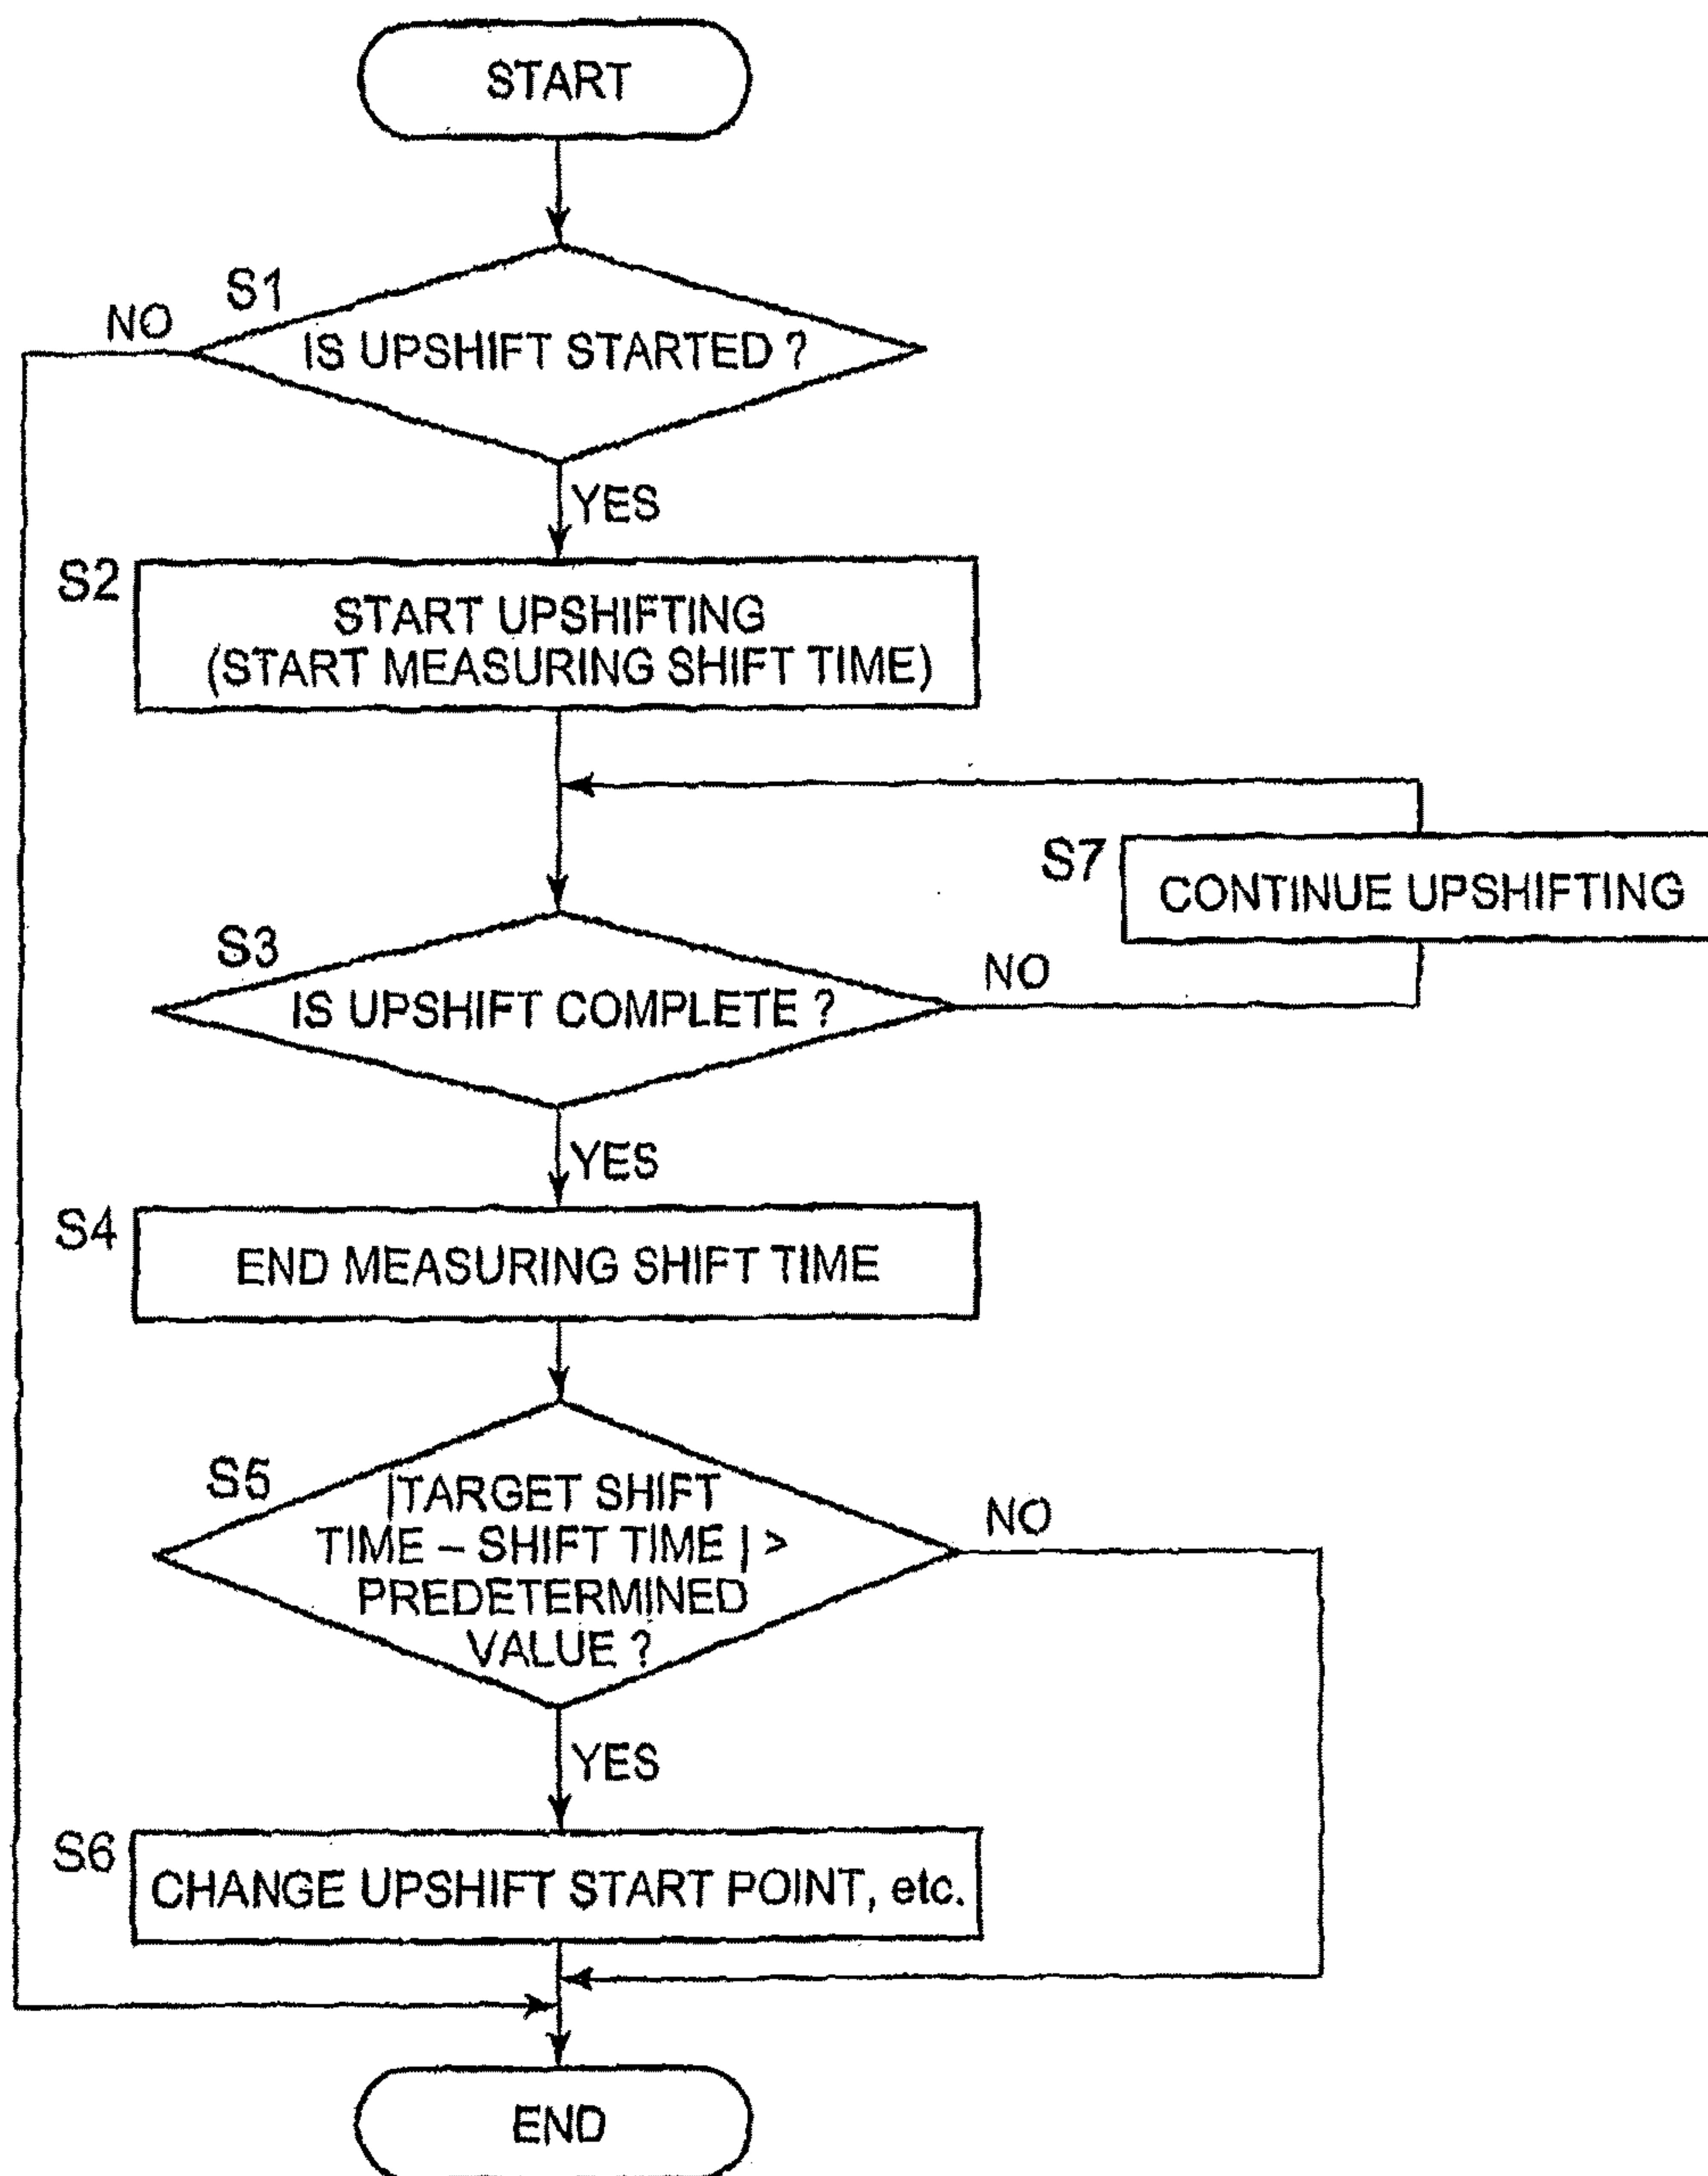 START
S1
NO
IS UPSHIFT STARTED ?
YES
S2
START UPSHIFTING
(START MEASURING SHIFT TIME)
S7
CONTINUE UPSHIFTING
S3
NO
IS UPSHIFT COMPLETE ?
YES
S4
END MEASURING SHIFT TIME
S5
|TARGET SHIFT
TIME – SHIFT TIME | >
PREDETERMINED
VALUE ?
NO
YES
S6
CHANGE UPSHIFT START POINT, etc.
END